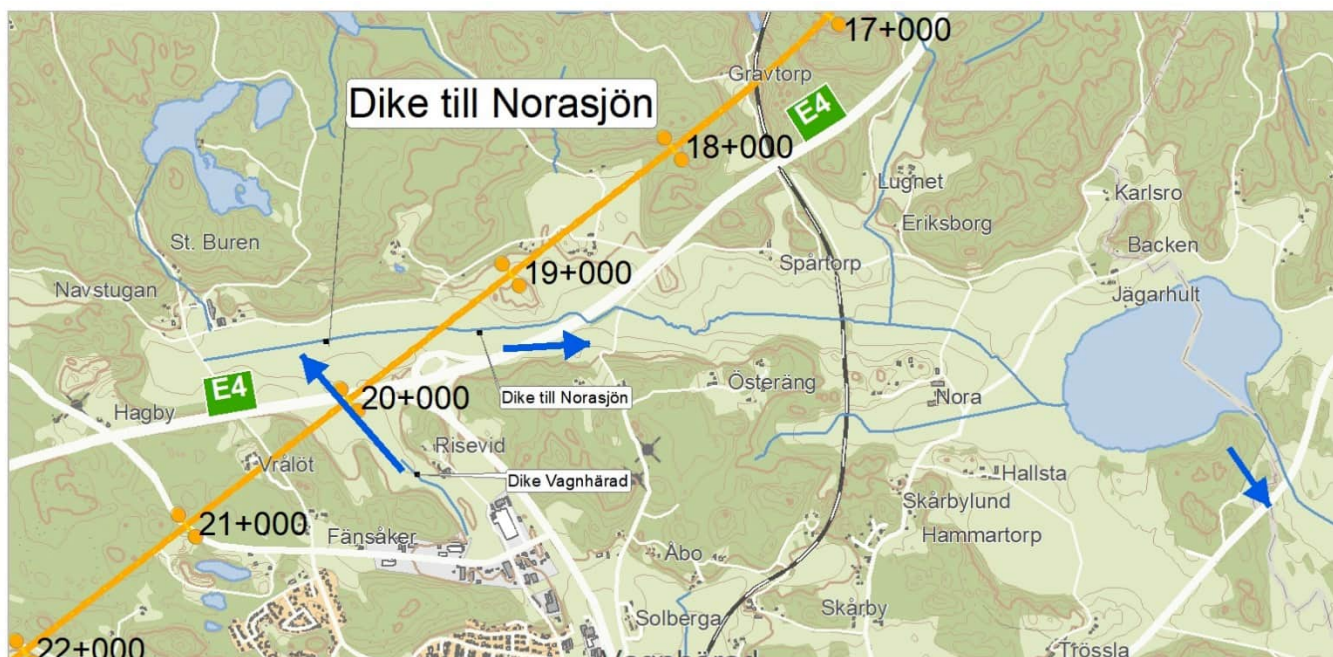 17+000
Gravtorp
E4
Dike till Norasjön
18+000
Lugnet
Karlsro
Eriksborg
St. Buren
Backen
Spårtorp
19+000
Navstugan
Jägarhult
Österäng
E4
Dike till Norasjön
Nora
20+000
Hagby
Risevid
Vrålöt
Dike Vagnhärad
Hallsta
Skårbylund
21+000
Fänsåker
Hammartorp
Åbo
Skårby
Solberga
22+000
Vagnhärad
Trössla